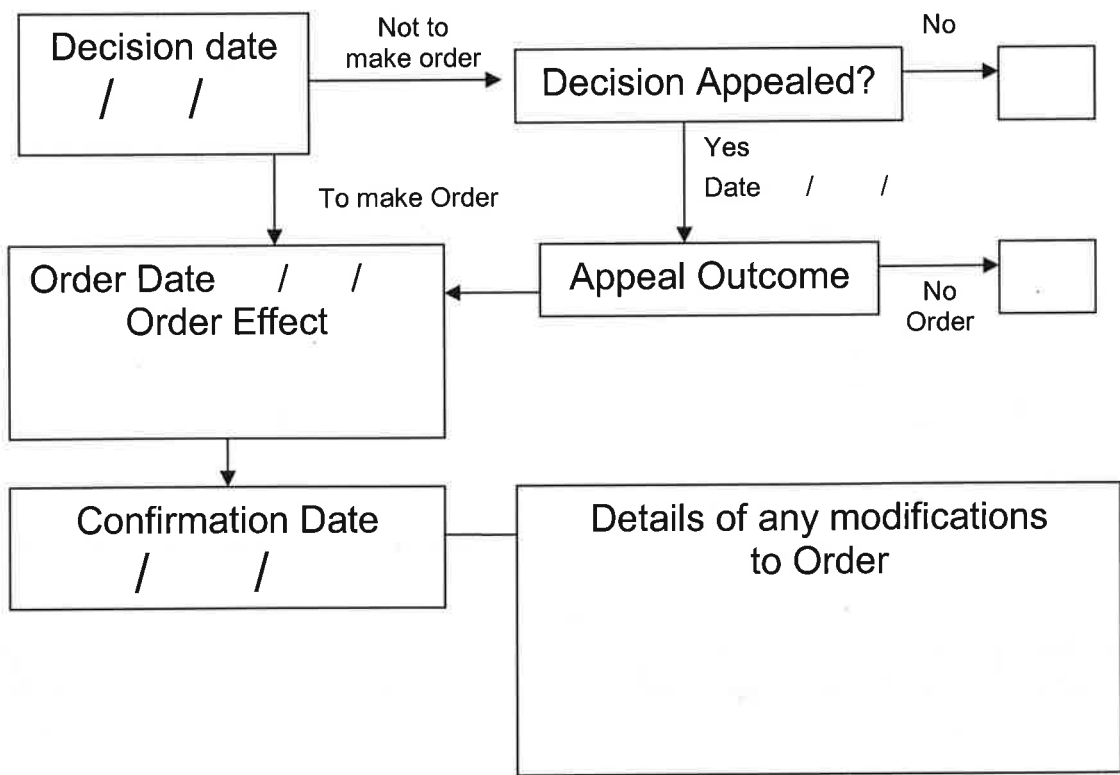 Decision date
/ /
Not to
make order
Decision Appealed?
No
Yes
Date / /
To make Order
Order Date / /
Order Effect
Appeal Outcome
No
Order
Confirmation Date
/ /
Details of any modifications
to Order